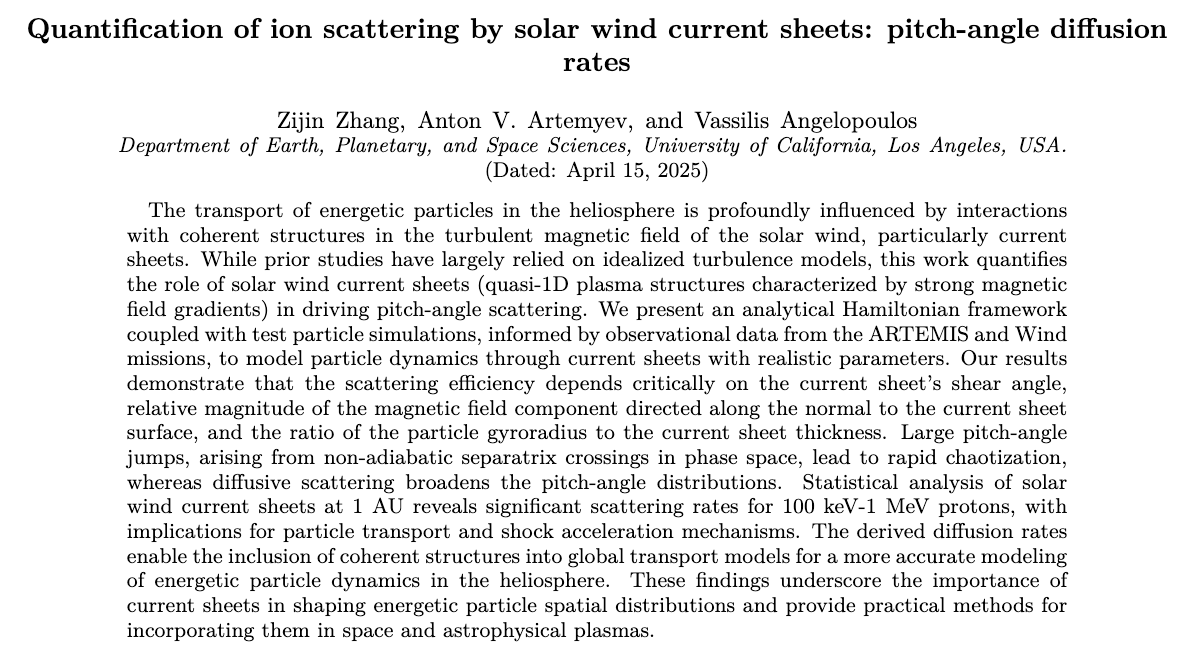 Quantification of ion scattering by solar wind current sheets: pitch-angle diffusion
rates
Zijin Zhang, Anton V. Artemyev, and Vassilis Angelopoulos
Department of Earth, Planetary, and Space Sciences, University of California, Los Angeles, USA.
(Dated: April 15, 2025)
The transport of energetic particles in the heliosphere is profoundly influenced by interactions
with coherent structures in the turbulent magnetic field of the solar wind, particularly current
sheets. While prior studies have largely relied on idealized turbulence models, this work quantifies
the role of solar wind current sheets (quasi-1D plasma structures characterized by strong magnetic
field gradients) in driving pitch-angle scattering. We present an analytical Hamiltonian framework
coupled with test particle simulations, informed by observational data from the ARTEMIS and Wind
missions, to model particle dynamics through current sheets with realistic parameters. Our results
demonstrate that the scattering efficiency depends critically on the current sheet's shear angle,
relative magnitude of the magnetic field component directed along the normal to the current sheet
surface, and the ratio of the particle gyroradius to the current sheet thickness. Large pitch-angle
jumps, arising from non-adiabatic separatrix crossings in phase space, lead to rapid chaotization,
whereas diffusive scattering broadens the pitch-angle distributions. Statistical analysis of solar
wind current sheets at 1 AU reveals significant scattering rates for 100 keV-1 MeV protons, with
implications for particle transport and shock acceleration mechanisms. The derived diffusion rates
enable the inclusion of coherent structures into global transport models for a more accurate modeling
of energetic particle dynamics in the heliosphere. These findings underscore the importance of
current sheets in shaping energetic particle spatial distributions and provide practical methods for
incorporating them in space and astrophysical plasmas.